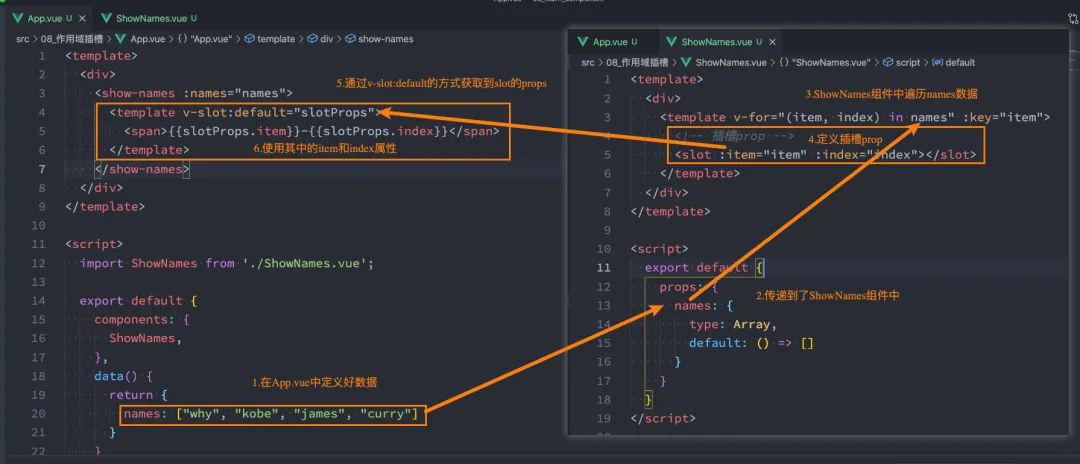 App.vue U ×
ShowNames.vue U
src > 08_作用域插槽 > App.vue > {} "App.vue" > template > div > show-names
1 <template>
2 <div>
3 <show-names :names="names">
4 <template v-slot:default="slotProps">
5 <span>{{slotProps.item}}-{{slotProps.index}}</span>
6 </template>
7 </show-names>
8 </div>
9 </template>
10
11 <script>
12 import ShowNames from './ShowNames.vue';
13
14 export default {
15 components: {
16 ShowNames,
17 },
18 data() {
19 return {
20 names: ["why", "kobe", "james", "curry"]
21 }
22 }
5.通过v-slot:default的方式获取到slot的props
6.使用其中的item和index属性
1.在App.vue中定义好数据
App.vue U
ShowNames.vue U ×
src > 08_作用域插槽 > ShowNames.vue > {} "ShowNames.vue" > script > default
1 <template>
2 <div>
3 <template v-for="(item, index) in names" :key="item">
4 <!-- 插槽prop -->
5 <slot :item="item" :index="index"></slot>
6 </template>
7 </div>
8 </template>
9
10 <script>
11 export default {
12 props: {
13 names: {
14 type: Array,
15 default: () => []
16 }
17 }
18 }
19 </script>
3.ShowNames组件中遍历names数据
4.定义插槽prop
2.传递到了ShowNames组件中